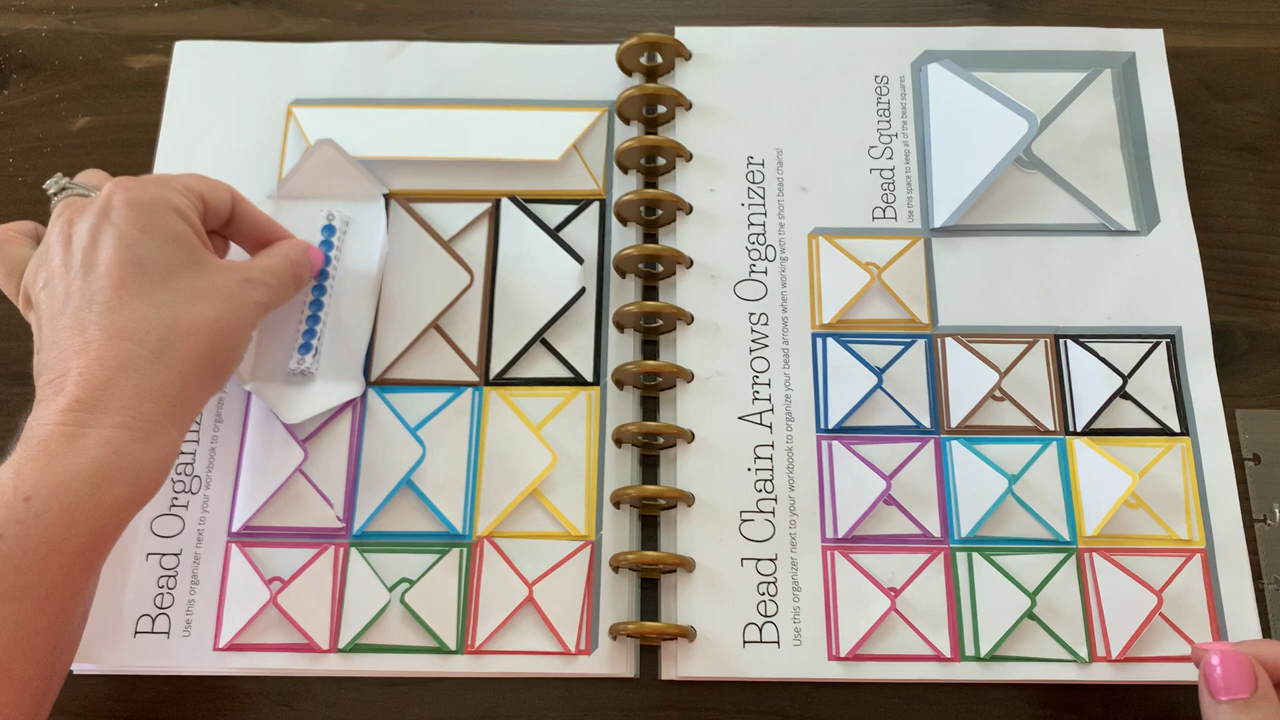 Bead Organiz
Use this organizer next to your workbook to organize y
Bead Chain Arrows Organizer
Use this organizer next to your workbook to organize your bead arrows when working with the short bead chains!
Bead Squares
Use this space to keep all of the bead squares.